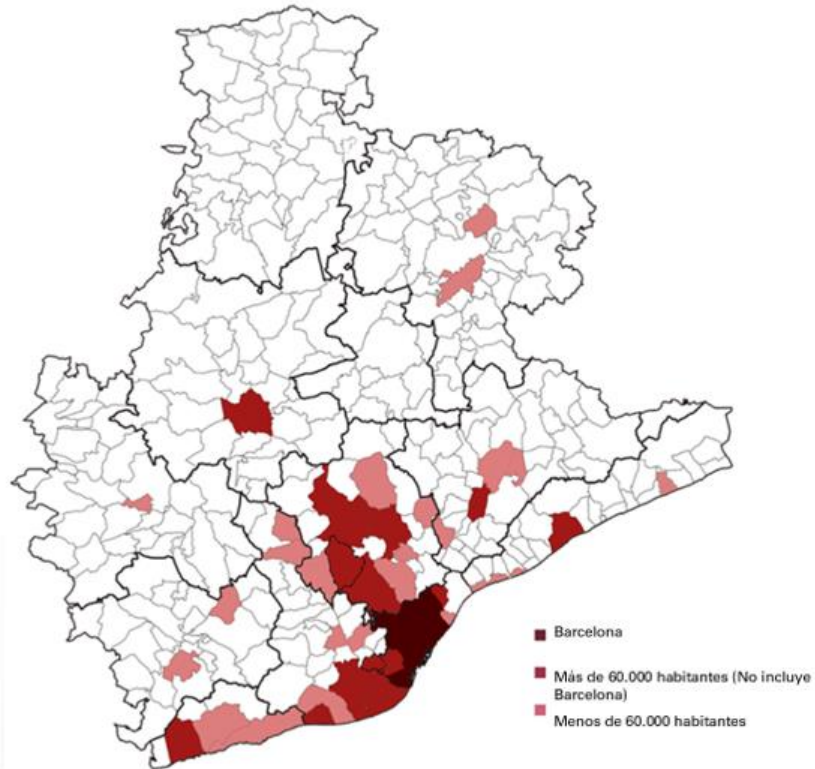 Barcelona
Más de 60.000 habitantes (No incluye
Barcelona)
Menos de 60.000 habitantes